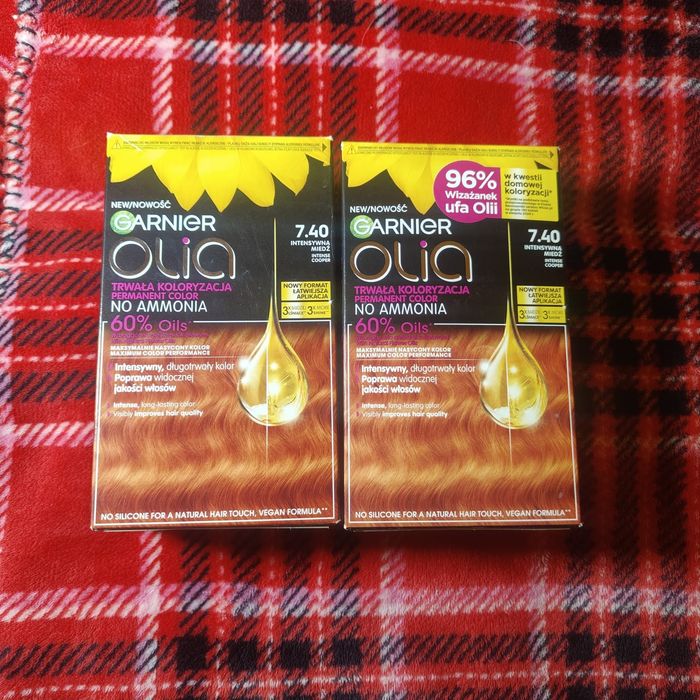 NEW/NOWOŚĆ
GARNIER
OLIA
7.40
INTENSYWNA
MIEDŹ
INTENSE
COOPER
TRWAŁA KOLORYZACJA
PERMANENT COLOR
NO AMMONIA
60% Oils
NOWY FORMAT
ŁATWIEJSZA
APLIKACJA
MAKSYMALNIE NASYCONY KOLOR
MAXIMUM COLOR PERFORMANCE
Intensywny, długotrwały kolor
Poprawa widocznej
jakości włosów
Intense, long-lasting color
Visibly improves hair quality
NO SILICONE FOR A NATURAL HAIR TOUCH, VEGAN FORMULA**
96%
Wizażanek
ufa Olii
w kwestii
domowej
koloryzacji*
NEW/NOWOŚĆ
GARNIER
OLIA
7.40
INTENSYWNA
MIEDŹ
INTENSE
COOPER
TRWAŁA KOLORYZACJA
PERMANENT COLOR
NO AMMONIA
60% Oils
NOWY FORMAT
ŁATWIEJSZA
APLIKACJA
MAKSYMALNIE NASYCONY KOLOR
MAXIMUM COLOR PERFORMANCE
Intensywny, długotrwały kolor
Poprawa widocznej
jakości włosów
Intense, long-lasting color
Visibly improves hair quality
NO SILICONE FOR A NATURAL HAIR TOUCH, VEGAN FORMULA**